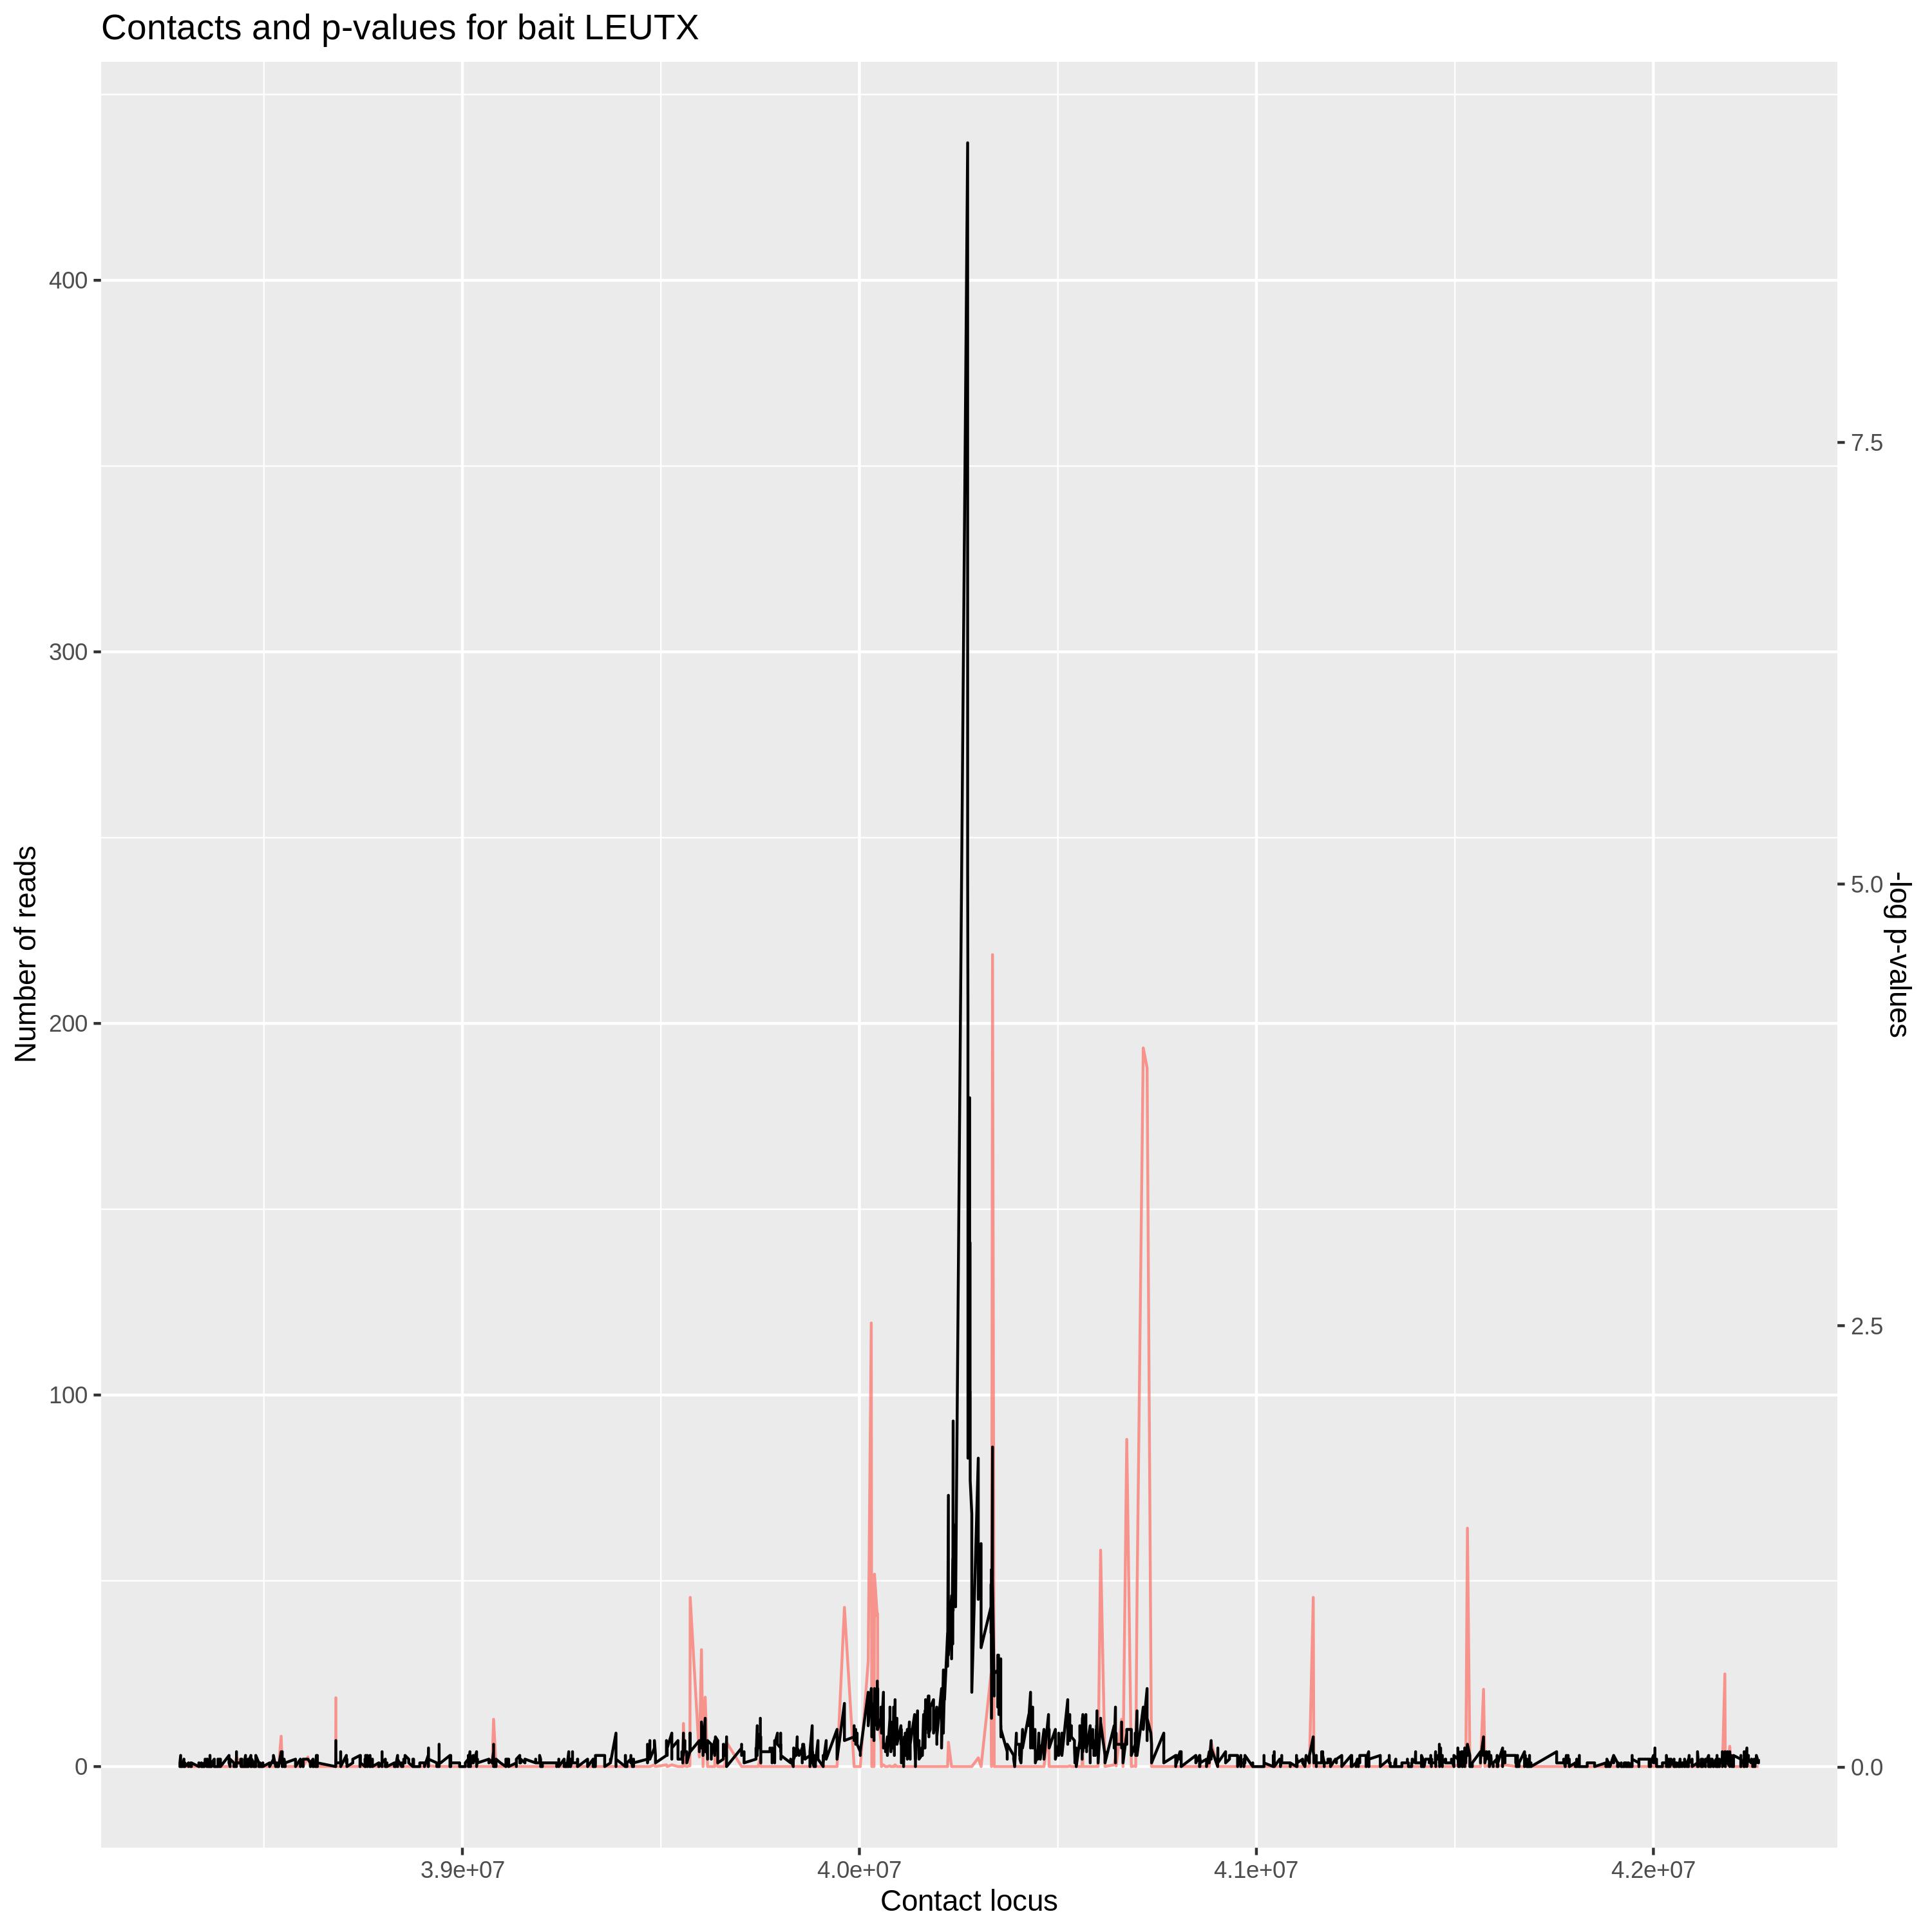 Contacts and p-values for bait LEUTX
400
300
200
100
0
Number of reads
7.5
5.0
2.5
0.0
-log p-values
3.9e+07
4.0e+07
4.1e+07
4.2e+07
Contact locus